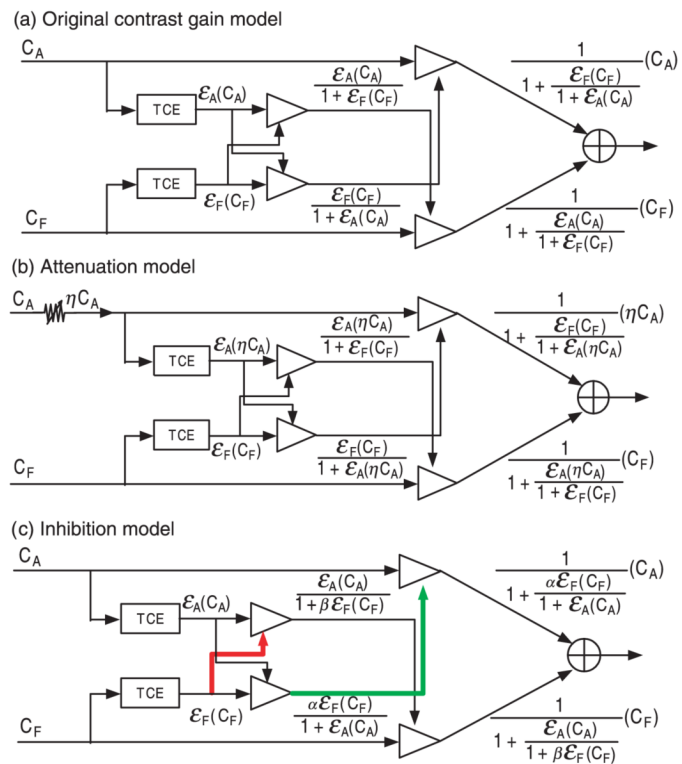 (a) Original contrast gain model
C_A
TCE
ℰ_A(C_A)
ℰ_A(C_A) / 1 + ℰ_F(C_F)
1 / 1 + ℰ_F(C_F) / 1 + ℰ_A(C_A) (C_A)
TCE
ℰ_F(C_F)
ℰ_F(C_F) / 1 + ℰ_A(C_A)
C_F
1 / 1 + ℰ_A(C_A) / 1 + ℰ_F(C_F) (C_F)
(b) Attenuation model
C_A ηC_A
TCE
ℰ_A(ηC_A)
ℰ_A(ηC_A) / 1 + ℰ_F(C_F)
1 / 1 + ℰ_F(C_F) / 1 + ℰ_A(ηC_A) (ηC_A)
TCE
ℰ_F(C_F)
ℰ_F(C_F) / 1 + ℰ_A(ηC_A)
C_F
1 / 1 + ℰ_A(ηC_A) / 1 + ℰ_F(C_F) (C_F)
(c) Inhibition model
C_A
TCE
ℰ_A(C_A)
ℰ_A(C_A) / 1+βℰ_F(C_F)
1 / 1 + αℰ_F(C_F) / 1 + ℰ_A(C_A) (C_A)
TCE
ℰ_F(C_F)
αℰ_F(C_F) / 1 + ℰ_A(C_A)
C_F
1 / 1 + ℰ_A(C_A) / 1 + βℰ_F(C_F) (C_F)